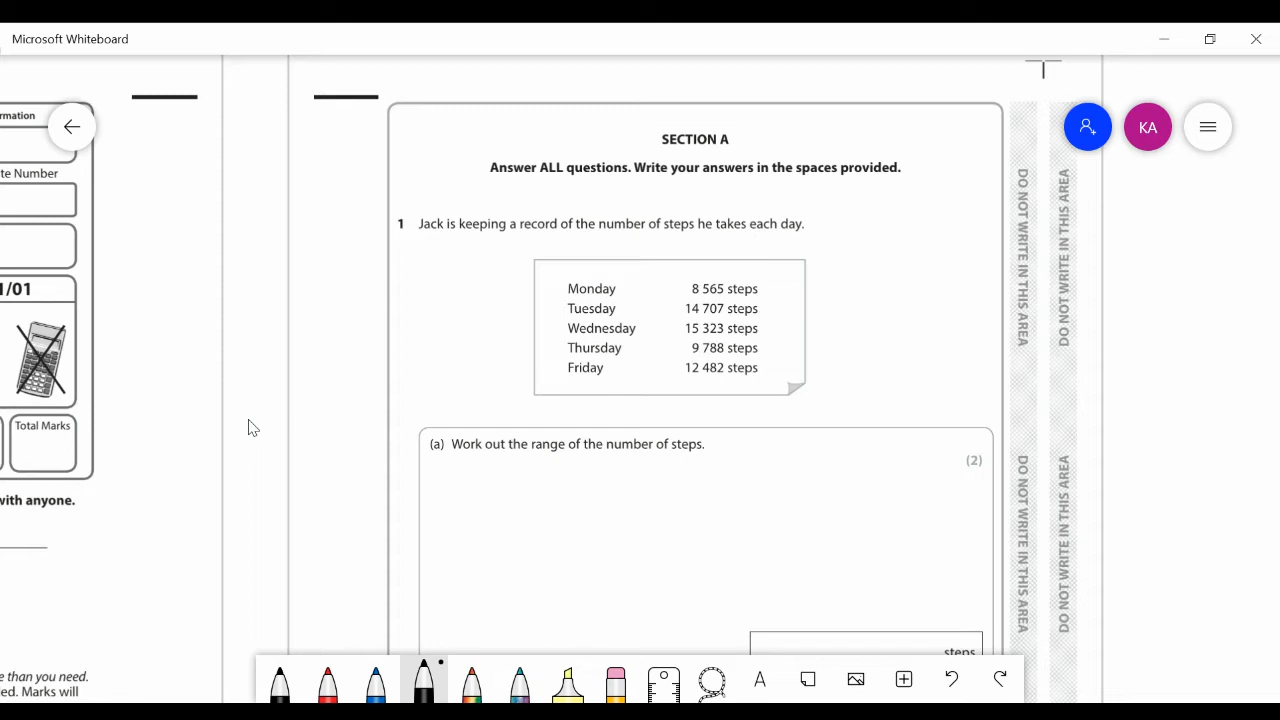 Microsoft Whiteboard
rmation
te Number
1/01
Total Marks
with anyone.
e than you need.
ed. Marks will
SECTION A
Answer ALL questions. Write your answers in the spaces provided.
1 Jack is keeping a record of the number of steps he takes each day.
Monday 8 565 steps
Tuesday 14 707 steps
Wednesday 15 323 steps
Thursday 9 788 steps
Friday 12 482 steps
(a) Work out the range of the number of steps.
(2)
steps
DO NOT WRITE IN THIS AREA
DO NOT WRITE IN THIS AREA
DO NOT WRITE IN THIS AREA
DO NOT WRITE IN THIS AREA
KA
A